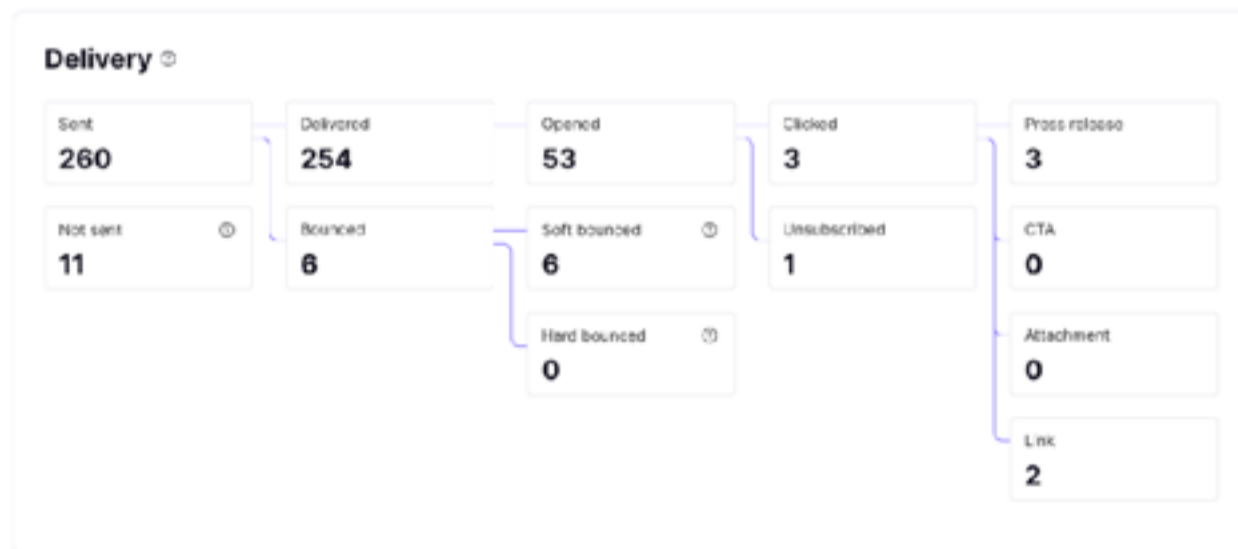 Delivery
Sent
260
Delivered
254
Opened
53
Clicked
3
Press release
3
Not sent
11
Bounced
6
Soft bounced
6
Unsubscribed
1
CTA
0
Hard bounced
0
Attachment
0
Link
2